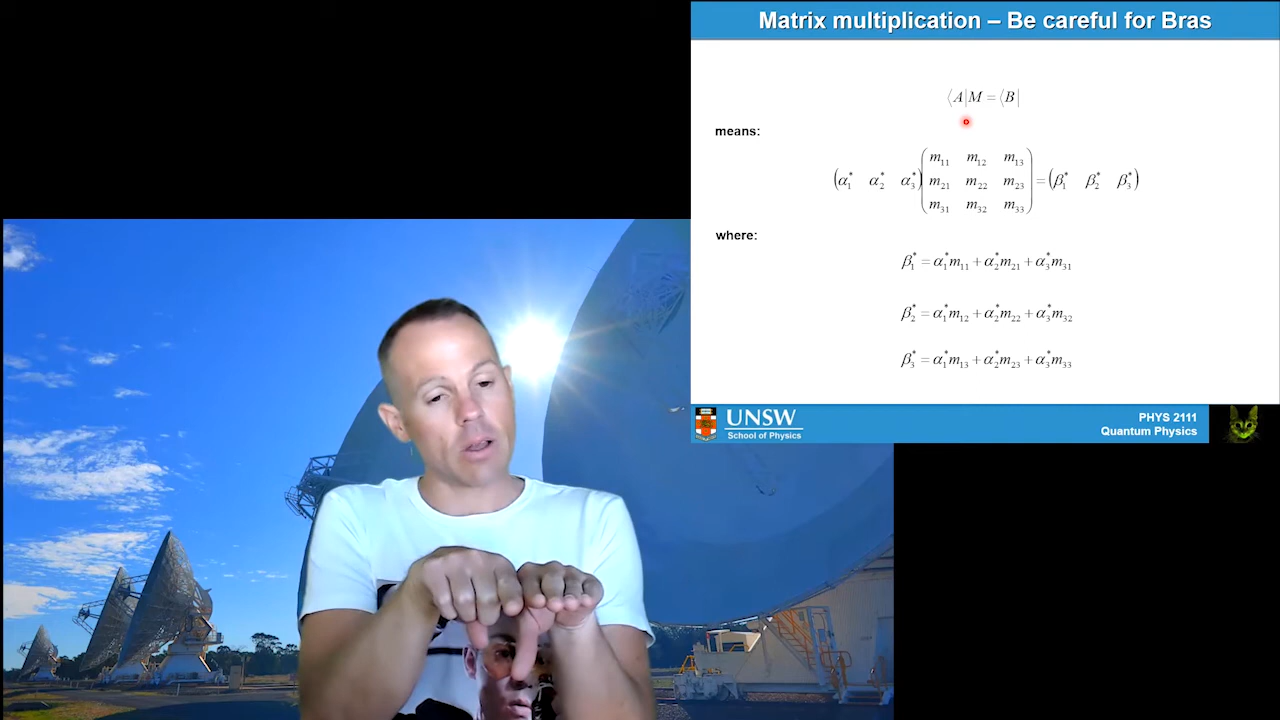 Matrix multiplication – Be careful for Bras
⟨A|M = ⟨B|
means:
(α₁* α₂* α₃*) (m₁₁ m₁₂ m₁₃
m₂₁ m₂₂ m₂₃
m₃₁ m₃₂ m₃₃) = (β₁* β₂* β₃*)
where:
β₁* = α₁*m₁₁ + α₂*m₂₁ + α₃*m₃₁
β₂* = α₁*m₁₂ + α₂*m₂₂ + α₃*m₃₂
β₃* = α₁*m₁₃ + α₂*m₂₃ + α₃*m₃₃
UNSW
School of Physics
PHYS 2111
Quantum Physics